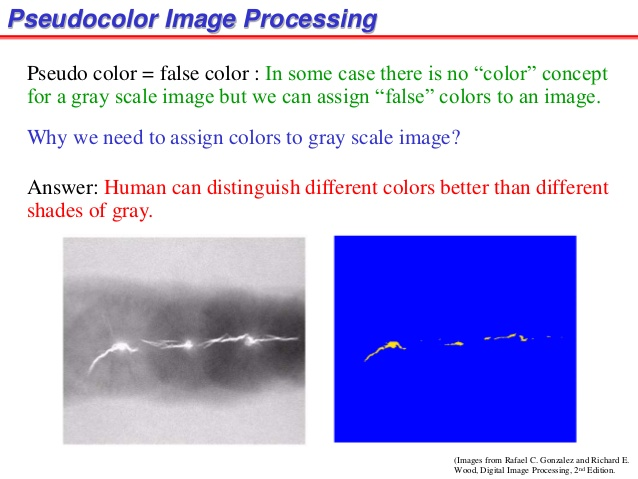 Pseudocolor Image Processing
Pseudo color = false color : In some case there is no “color” concept
for a gray scale image but we can assign “false” colors to an image.
Why we need to assign colors to gray scale image?
Answer: Human can distinguish different colors better than different
shades of gray.
(Images from Rafael C. Gonzalez and Richard E.
Wood, Digital Image Processing, 2nd Edition.